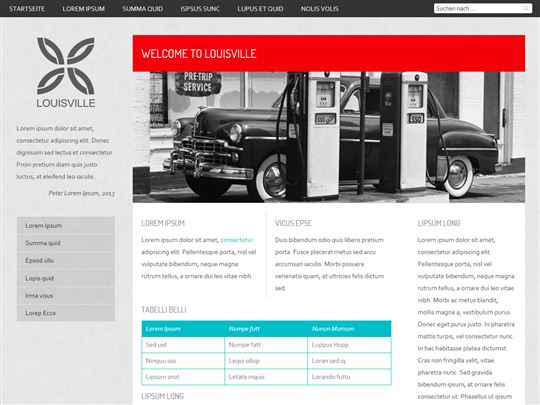 STARTSEITE LOREM IPSUM SUMMA QUID ISPSUS SUNC LUPUS ET QUID NOLIS VOLIS
Suchen nach ...
LOUISVILLE
Lorem ipsum dolor sit amet,
consectetur adipiscing elit. Donec
dignissim sed lectus et consectetur.
Proin pretium diam quis justo
luctus, at eleifend leo iaculis.
Peter Lorem Ipsum, 2013
Lorem Ipsum
Summa quid
Epsod ullu
Lopis quid
Irma visus
Lorep Ecce
WELCOME TO LOUISVILLE
PRE-TRIP
SERVICE
ESSO
LOREM IPSUM
Lorem ipsum dolor sit amet, consectetur
adipiscing elit. Pellentesque porta, nisl vel
vulputate bibendum, neque magna
rutrum tellus, a ornare dui leo vitae nibh.
VICUS EPSE
Duis bibendum odio quis libero pretium
porta. Fusce placerat metus sed arcu
accumsan iaculis. Morbi posuere
venenatis quam, at ultricies felis dictum
sed.
TABELLI BELLI
Lorem Ipsum Numpe futt Nunun Mumum
Sed uid Numpe fatt Luppus Hupp
Ninquu issi Lequi ollop Loran sed iq
Lipsum orot Letata inquis Lorando futtu
LIPSUM LONG
LIPSUM LONG
Lorem ipsum dolor sit amet,
consectetur adipiscing elit.
Pellentesque porta, nisl vel
vulputate bibendum, neque
magna rutrum tellus, a
ornare dui leo vitae nibh.
Morbi ac metus blandit,
mollis magna a, vestibulum purus.
Donec eget purus justo. In
pharetra mattis turpis, non
tincidunt nunc tristique nec.
In hac habitasse platea dictumst.
Cras non fringilla velit, vitae
pharetra nisi. Sed gravida
bibendum ipsum, at ornare felis
consectetur ut. Phasellus ut ipsum